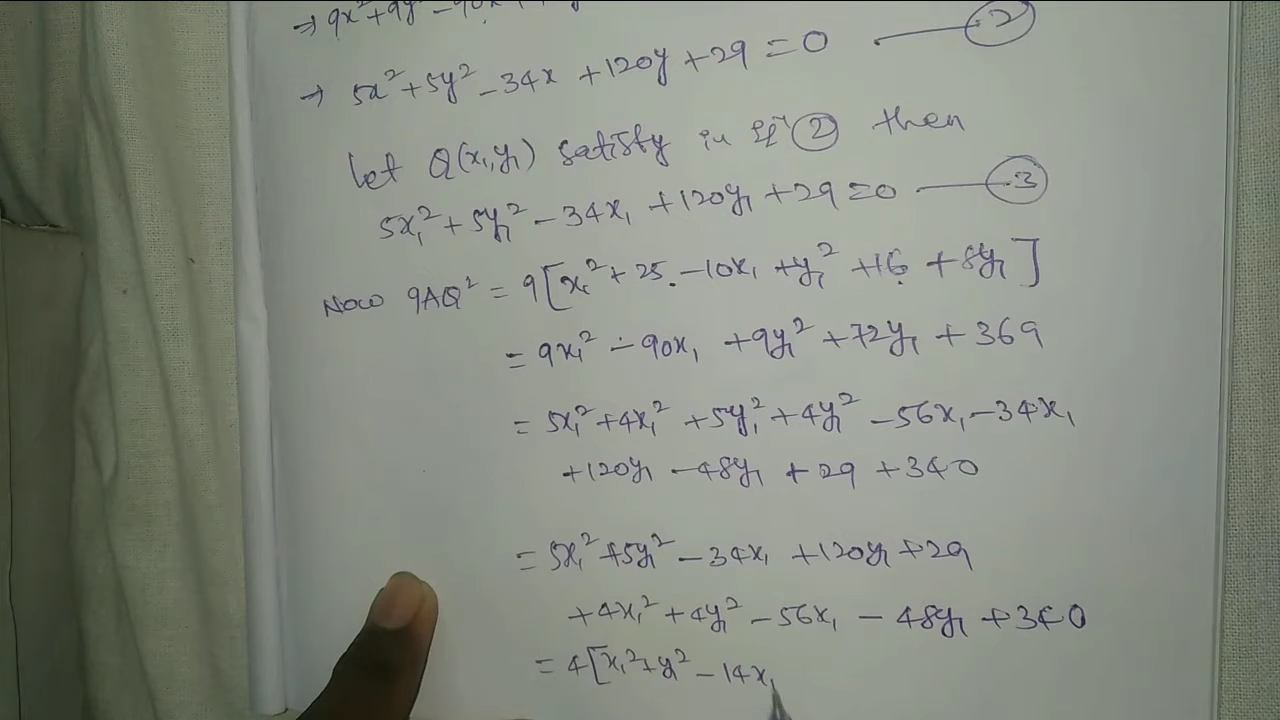 ⇒ 9x²+9y²-90x
⇒ 5x²+5y²-34x+120y+29=0 —— ②
Let Q(x₁,y₁) satisfy in Eqⁿ ② then
5x₁²+5y₁²-34x₁+120y₁+29=0 —— ③
Now 9AQ² = 9[x₁²+25-10x₁+y₁²+16+8y₁]
= 9x₁²-90x₁+9y₁²+72y₁+369
= 5x₁²+4x₁²+5y₁²+4y₁²-56x₁-34x₁
+120y₁-48y₁+29+340
= 5x₁²+5y₁²-34x₁+120y₁+29
+4x₁²+4y₁²-56x₁-48y₁+340
= 4[x₁²+y₁²-14x₁